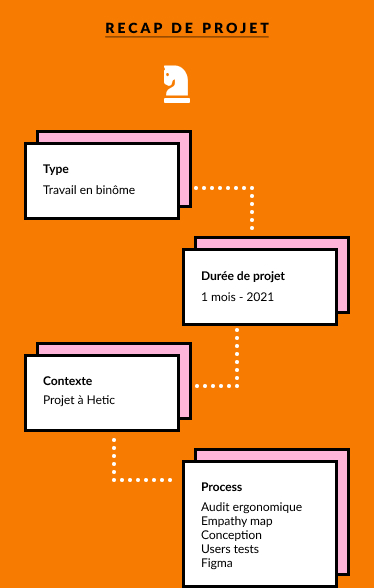 RECAP DE PROJET
Type
Travail en binôme
Durée de projet
1 mois - 2021
Contexte
Projet à Hetic
Process
Audit ergonomique
Empathy map
Conception
Users tests
Figma